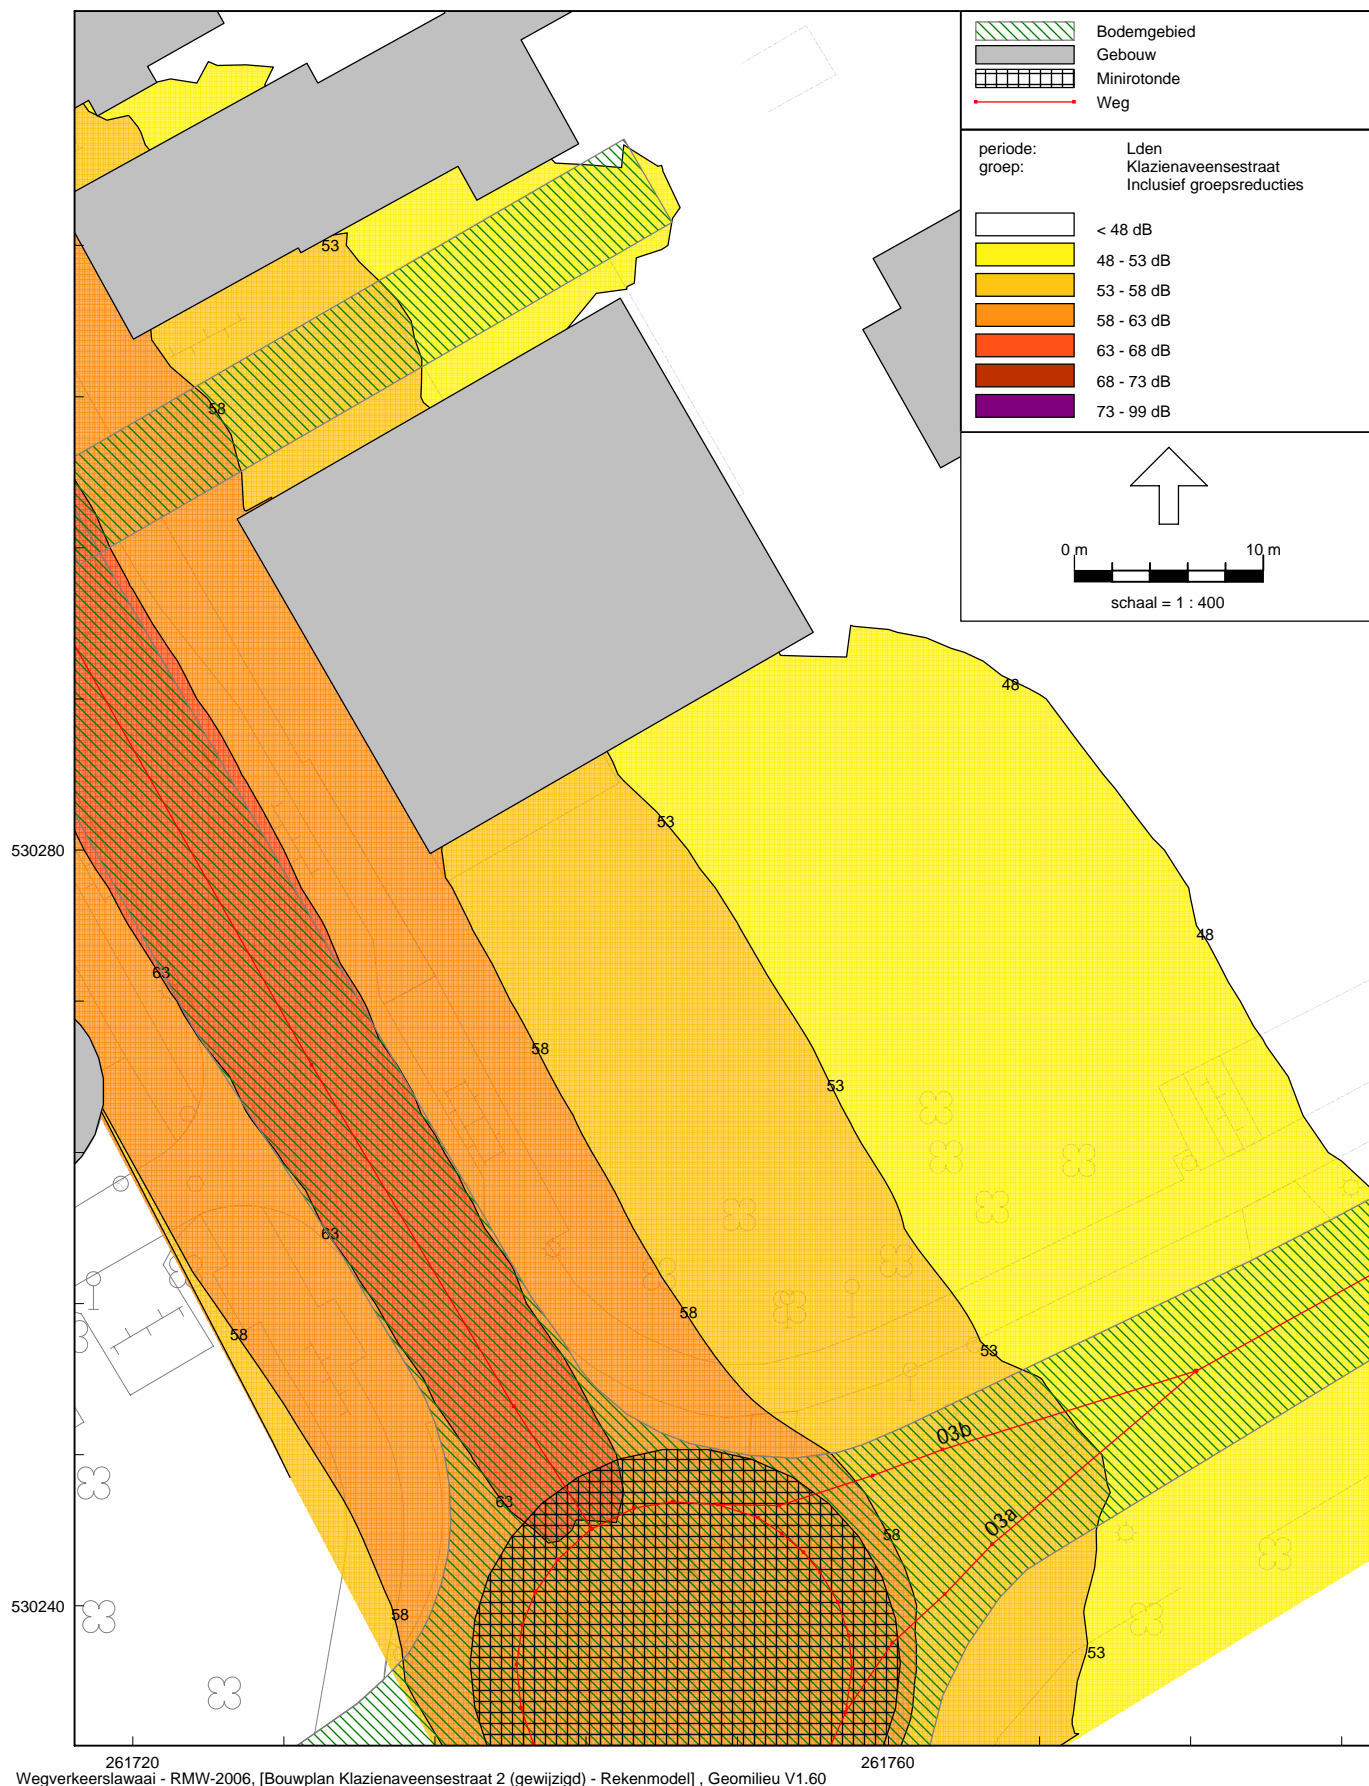 Bodemgebied
Gebouw
Minirotonde
Weg
periode: Lden
groep: Klazienaveensestraat
Inclusief groepsreducties
< 48 dB
48 - 53 dB
53 - 58 dB
58 - 63 dB
63 - 68 dB
68 - 73 dB
73 - 99 dB
0 m 10 m
schaal = 1 : 400
53
58
48
53
530280
48
63
58
53
63
58
58
53
03b
63
03a
58
530240
58
53
261720 261760
Wegverkeerslawaai - RMW-2006, [Bouwplan Klazienaveensestraat 2 (gewijzigd) - Rekenmodel] , Geomilieu V1.60